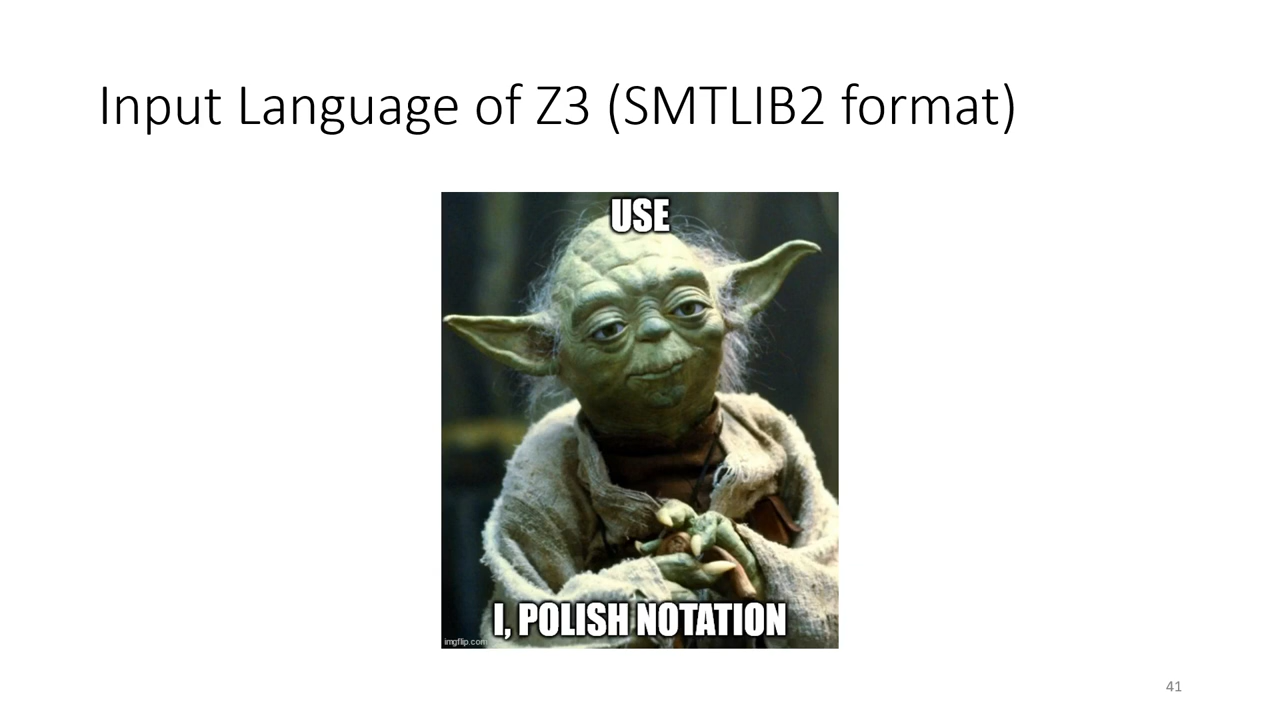 Input Language of Z3 (SMTLIB2 format)
USE
I, POLISH NOTATION
imgflip.com
41